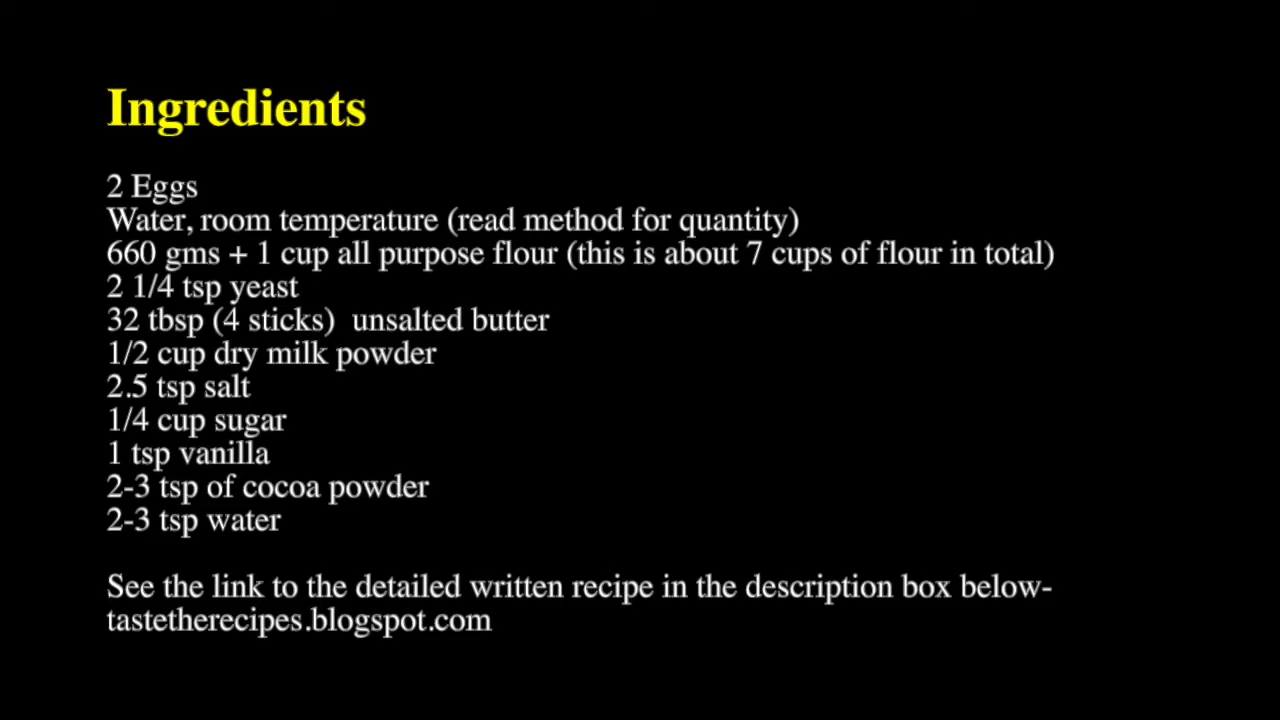 Ingredients
2 Eggs
Water, room temperature (read method for quantity)
660 gms + 1 cup all purpose flour (this is about 7 cups of flour in total)
2 1/4 tsp yeast
32 tbsp (4 sticks)  unsalted butter
1/2 cup dry milk powder
2.5 tsp salt
1/4 cup sugar
1 tsp vanilla
2-3 tsp of cocoa powder
2-3 tsp water
See the link to the detailed written recipe in the description box below-
tastetherecipes.blogspot.com